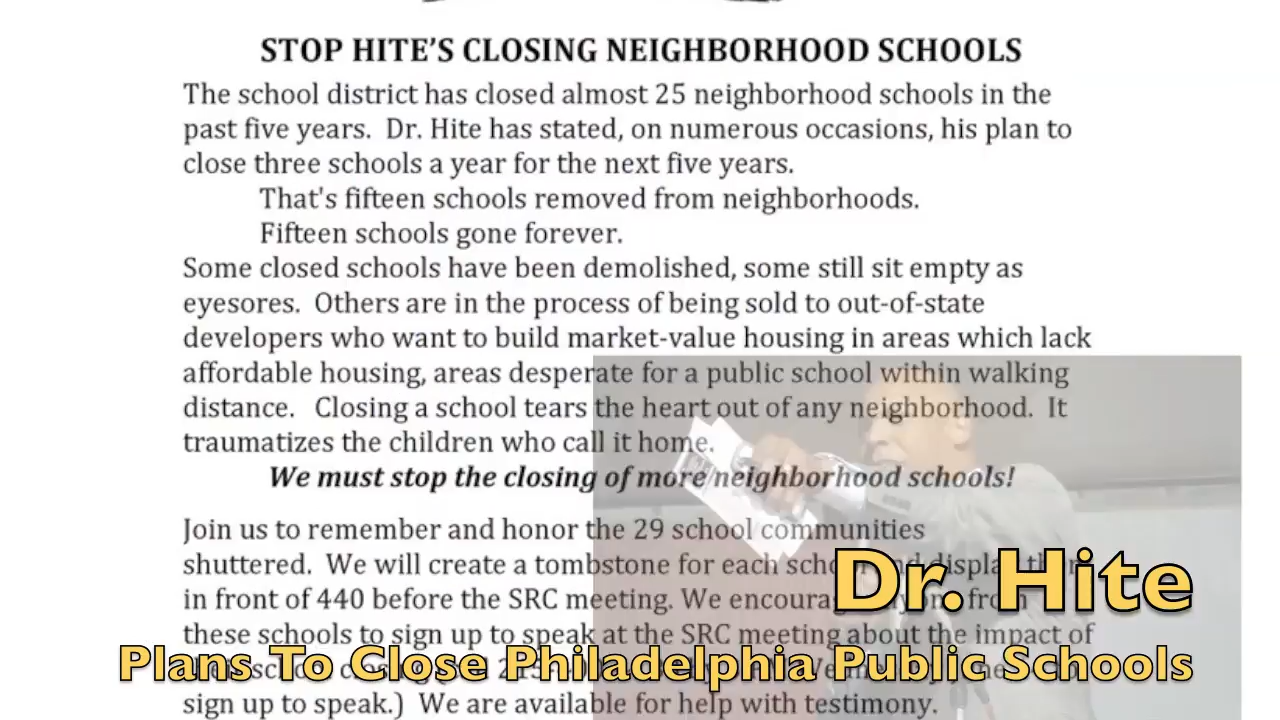 STOP HITE'S CLOSING NEIGHBORHOOD SCHOOLS
The school district has closed almost 25 neighborhood schools in the
past five years. Dr. Hite has stated, on numerous occasions, his plan to
close three schools a year for the next five years.
That's fifteen schools removed from neighborhoods.
Fifteen schools gone forever.
Some closed schools have been demolished, some still sit empty as
eyesores. Others are in the process of being sold to out-of-state
developers who want to build market-value housing in areas which lack
affordable housing, areas desperate for a public school within walking
distance. Closing a school tears the heart out of any neighborhood. It
traumatizes the children who call it home.
We must stop the closing of more neighborhood schools!
Join us to remember and honor the 29 school communities
shuttered. We will create a tombstone for each
in front of 440 before the SRC meeting. We
these schools to sign up to speak at the SRC meeting about the impact of
sign up to speak.) We are available for help with testimony.
Dr. Hite
Plans To Close Philadelphia Public Schools